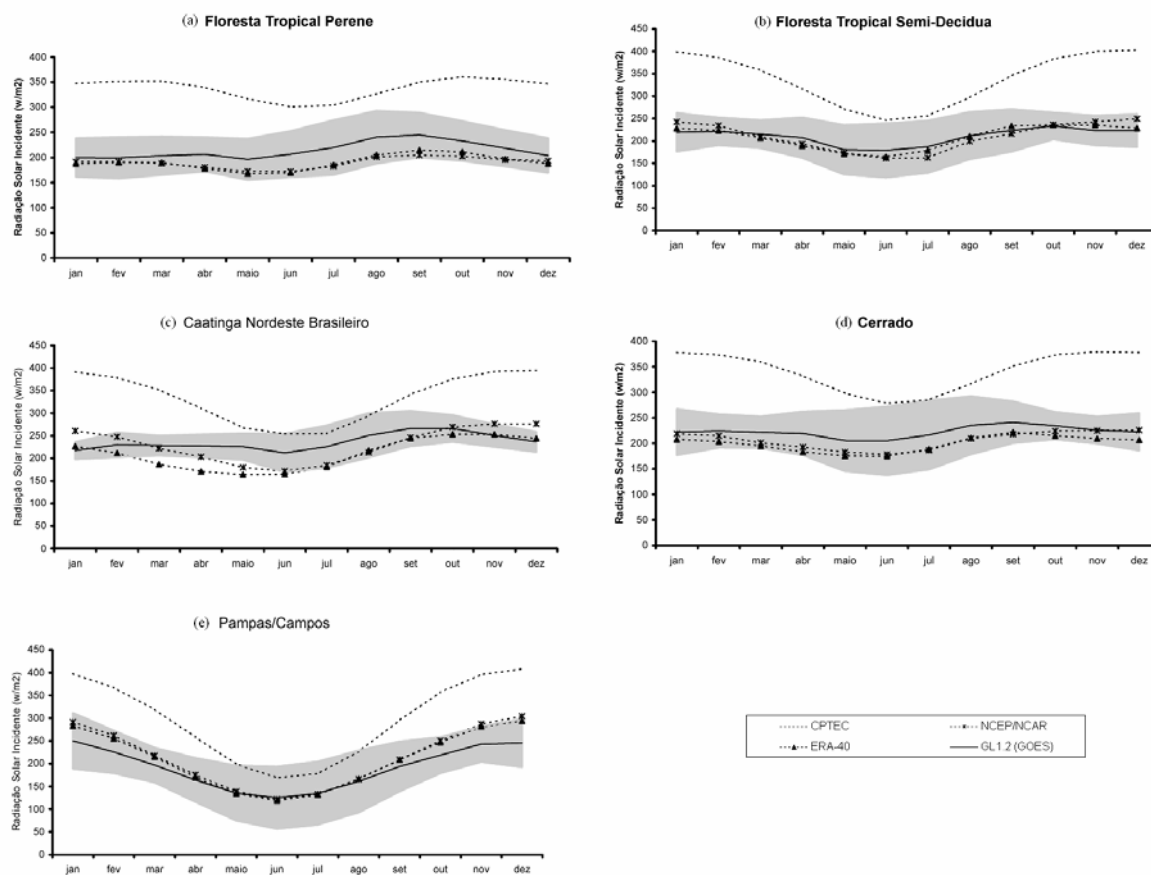 (a) Floresta Tropical Perene
Radiação Solar Incidente (w/m2)
400
350
300
250
200
150
100
50
0
jan fev mar abr maio jun jul ago set out nov dez
(b) Floresta Tropical Semi-Decidua
Radiação Solar Incidente (w/m2)
450
400
350
300
250
200
150
100
50
0
jan fev mar abr maio jun jul ago set out nov dez
(c) Caatinga Nordeste Brasileiro
Radiação Solar Incidente (w/m2)
450
400
350
300
250
200
150
100
50
0
jan fev mar abr maio jun jul ago set out nov dez
(d) Cerrado
Radiação Solar Incidente (w/m2)
400
350
300
250
200
150
100
50
0
jan fev mar abr maio jun jul ago set out nov dez
(e) Pampas/Campos
Radiação Solar Incidente (w/m2)
450
400
350
300
250
200
150
100
50
0
jan fev mar abr maio jun jul ago set out nov dez
CPTEC NCEP/NCAR
ERA-40 GL1.2 (GOES)